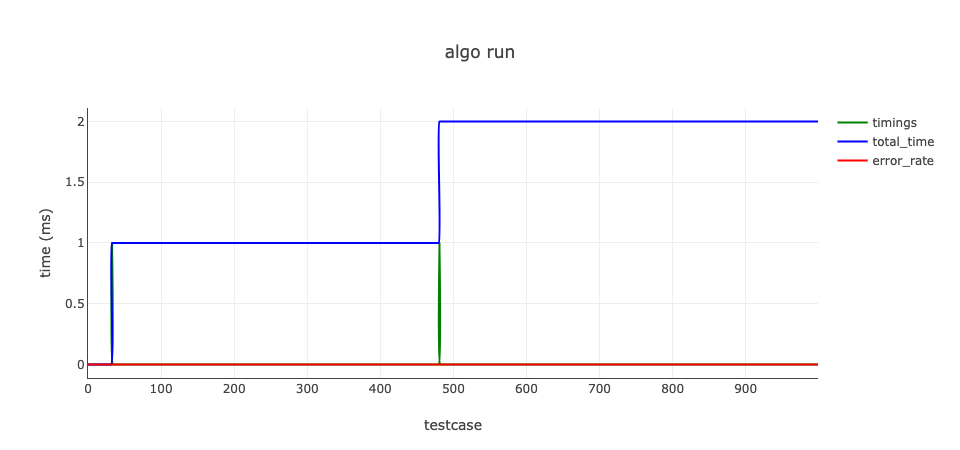 algo run
timings
total_time
error_rate
time (ms)
2
1.5
1
0.5
0
0 100 200 300 400 500 600 700 800 900
testcase